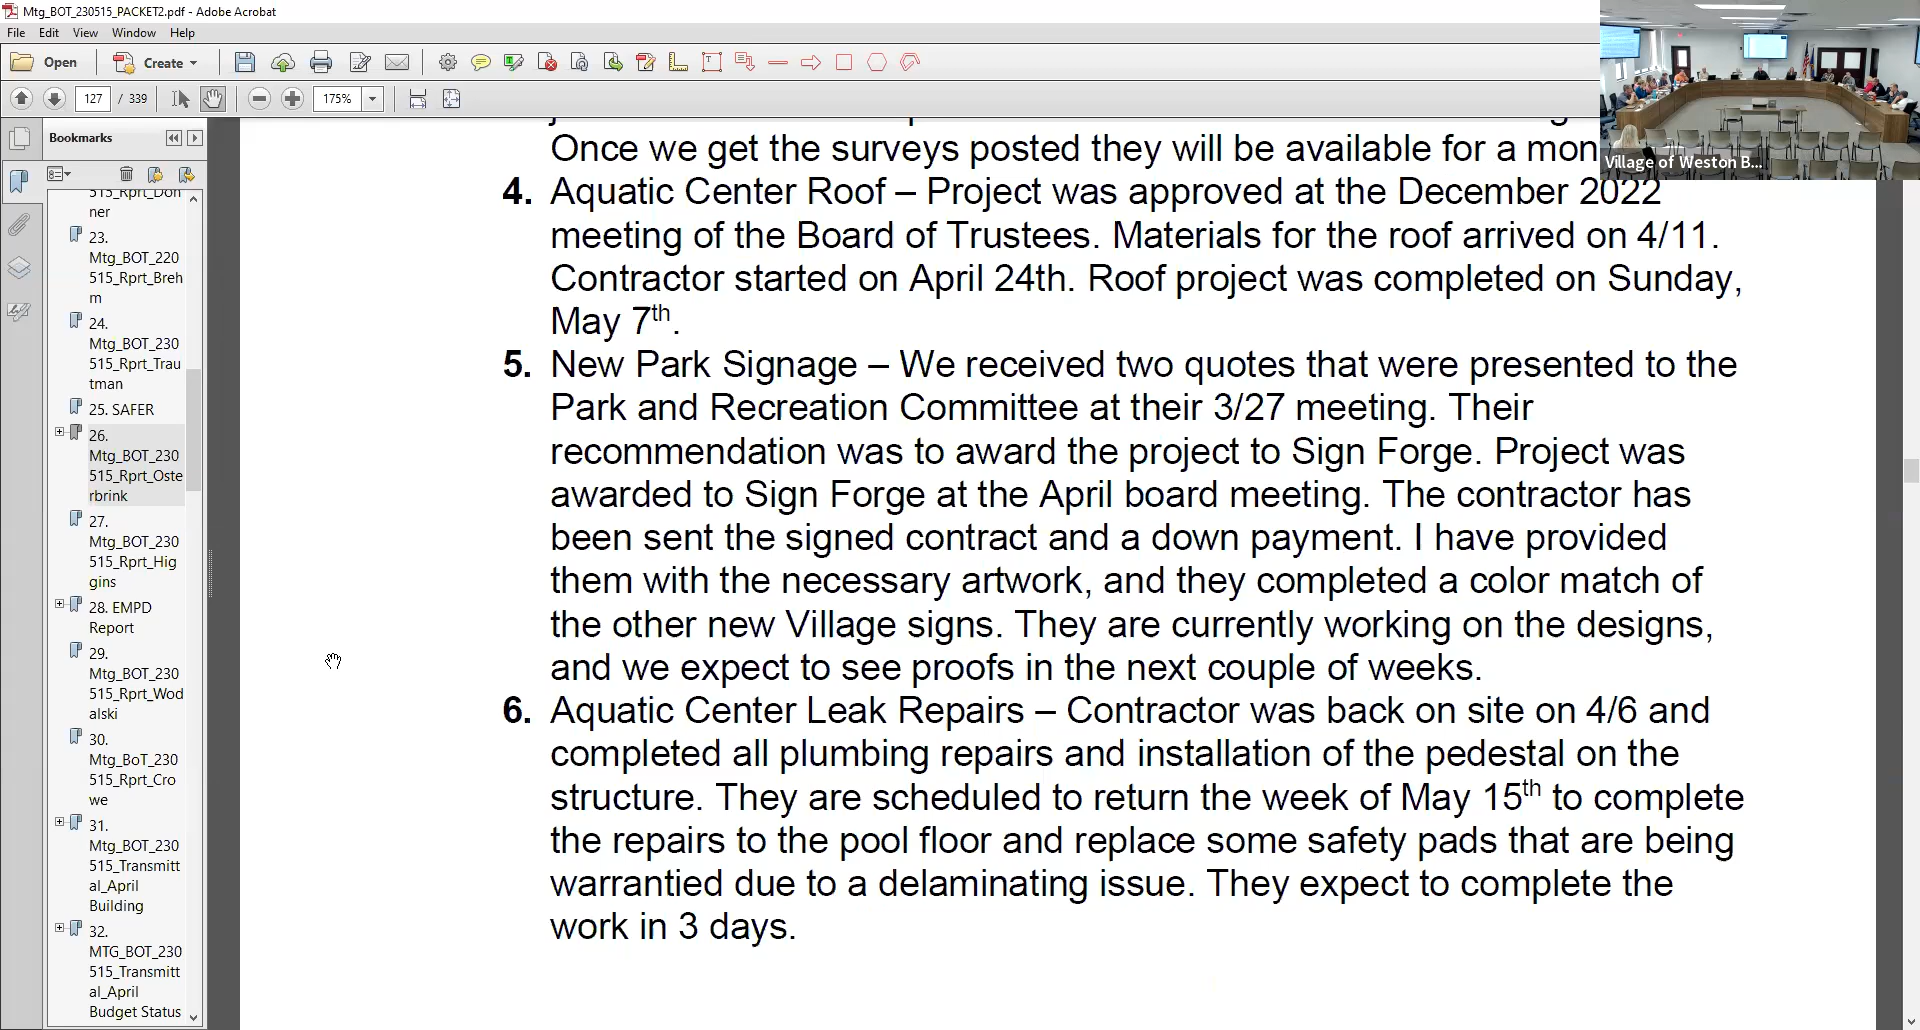 Mtg_BOT_230515_PACKET2.pdf - Adobe Acrobat
File Edit View Window Help
Open Create
127 / 339 175%
Bookmarks
515_Rprt_Don
ner
23.
Mtg_BOT_220
515_Rprt_Breh
m
24.
Mtg_BOT_230
515_Rprt_Trau
tman
25. SAFER
26.
Mtg_BOT_230
515_Rprt_Oste
rbrink
27.
Mtg_BOT_230
515_Rprt_Hig
gins
28. EMPD
Report
29.
Mtg_BOT_230
515_Rprt_Wod
alski
30.
Mtg_BoT_230
515_Rprt_Cro
we
31.
Mtg_BOT_230
515_Transmitt
al_April
Building
32.
MTG_BOT_230
515_Transmitt
al_April
Budget Status
Once we get the surveys posted they will be available for a mon
4. Aquatic Center Roof – Project was approved at the December 2022
meeting of the Board of Trustees. Materials for the roof arrived on 4/11.
Contractor started on April 24th. Roof project was completed on Sunday,
May 7th.
5. New Park Signage – We received two quotes that were presented to the
Park and Recreation Committee at their 3/27 meeting. Their
recommendation was to award the project to Sign Forge. Project was
awarded to Sign Forge at the April board meeting. The contractor has
been sent the signed contract and a down payment. I have provided
them with the necessary artwork, and they completed a color match of
the other new Village signs. They are currently working on the designs,
and we expect to see proofs in the next couple of weeks.
6. Aquatic Center Leak Repairs – Contractor was back on site on 4/6 and
completed all plumbing repairs and installation of the pedestal on the
structure. They are scheduled to return the week of May 15th to complete
the repairs to the pool floor and replace some safety pads that are being
warrantied due to a delaminating issue. They expect to complete the
work in 3 days.
Village of Weston B...